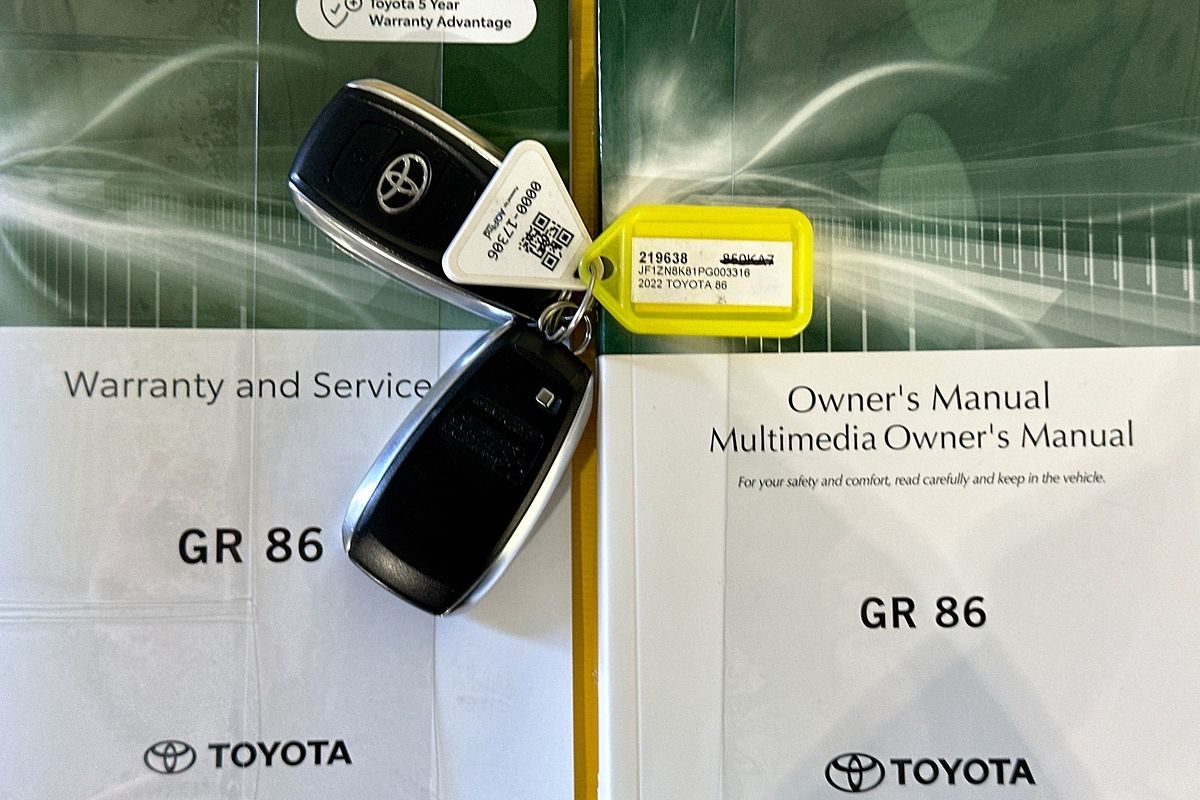 Toyota 5 Year
Warranty Advantage
0000-17306
219638
JF1ZN8K81PG003316
2022 TOYOTA 86
Warranty and Service
GR 86
TOYOTA
Owner's Manual
Multimedia Owner's Manual
For your safety and comfort, read carefully and keep in the vehicle.
GR 86
TOYOTA